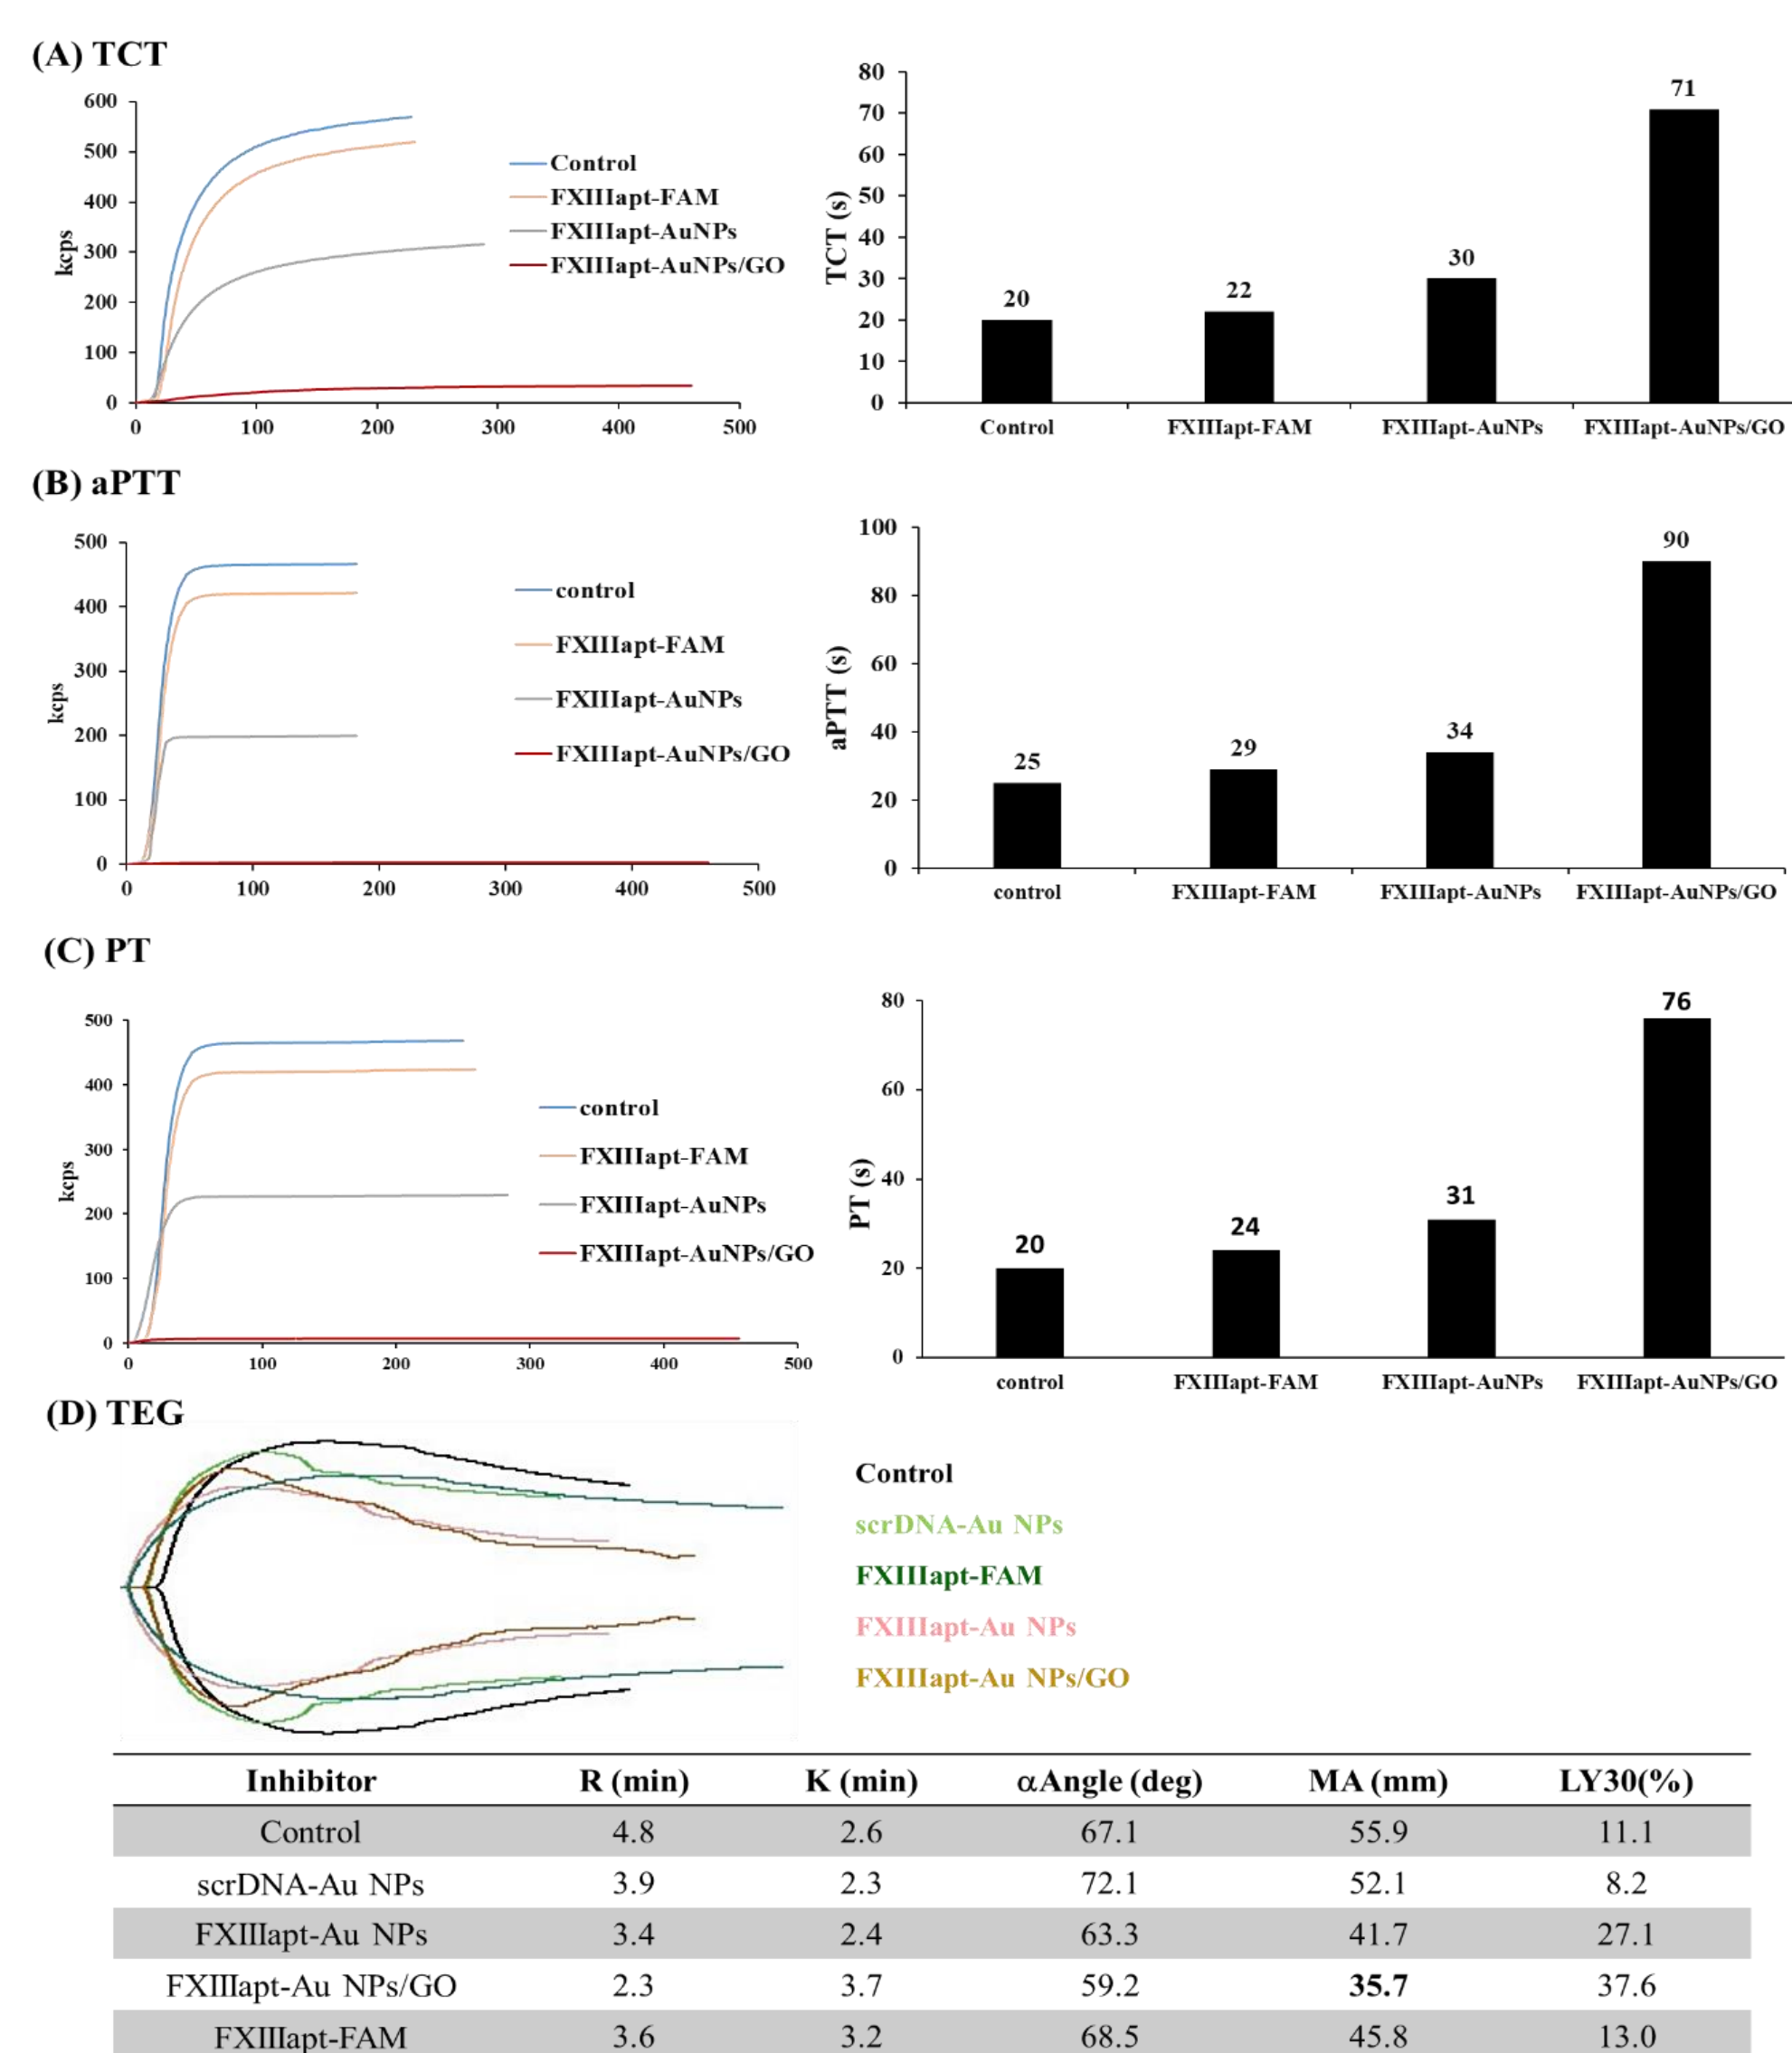 (A) TCT
600
500
400
300
200
100
0
kcps
0 100 200 300 400 500
Control
FXIIIapt-FAM
FXIIIapt-AuNPs
FXIIIapt-AuNPs/GO
80
70
60
50
40
30
20
10
0
TCT (s)
20 22 30 71
Control FXIIIapt-FAM FXIIIapt-AuNPs FXIIIapt-AuNPs/GO
(B) aPTT
500
400
300
200
100
0
kcps
0 100 200 300 400 500
control
FXIIIapt-FAM
FXIIIapt-AuNPs
FXIIIapt-AuNPs/GO
100
80
60
40
20
0
aPTT (s)
25 29 34 90
control FXIIIapt-FAM FXIIIapt-AuNPs FXIIIapt-AuNPs/GO
(C) PT
500
400
300
200
100
0
kcps
0 100 200 300 400 500
control
FXIIIapt-FAM
FXIIIapt-AuNPs
FXIIIapt-AuNPs/GO
80
60
40
20
0
PT (s)
20 24 31 76
control FXIIIapt-FAM FXIIIapt-AuNPs FXIIIapt-AuNPs/GO
(D) TEG
Control
scrDNA-Au NPs
FXIIIapt-FAM
FXIIIapt-Au NPs
FXIIIapt-Au NPs/GO
Inhibitor R (min) K (min) αAngle (deg) MA (mm) LY30(%)
Control 4.8 2.6 67.1 55.9 11.1
scrDNA-Au NPs 3.9 2.3 72.1 52.1 8.2
FXIIIapt-Au NPs 3.4 2.4 63.3 41.7 27.1
FXIIIapt-Au NPs/GO 2.3 3.7 59.2 35.7 37.6
FXIIIapt-FAM 3.6 3.2 68.5 45.8 13.0